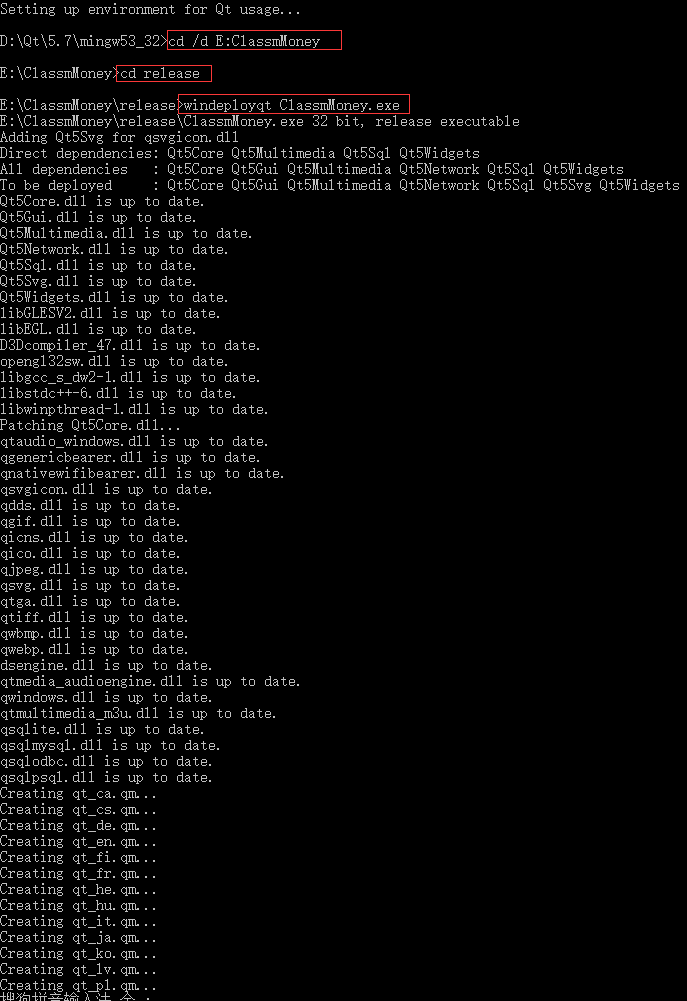 Setting up environment for Qt usage...
D:\Qt\5.7\mingw53_32>cd /d E:ClassmMoney
E:\ClassmMoney>cd release
E:\ClassmMoney\release>windeployqt ClassmMoney.exe
E:\ClassmMoney\release\ClassmMoney.exe 32 bit, release executable
Adding Qt5Svg for qsvgicon.dll
Direct dependencies: Qt5Core Qt5Multimedia Qt5Sql Qt5Widgets
All dependencies   : Qt5Core Qt5Gui Qt5Multimedia Qt5Network Qt5Sql Qt5Widgets
To be deployed     : Qt5Core Qt5Gui Qt5Multimedia Qt5Network Qt5Sql Qt5Svg Qt5Widgets
Qt5Core.dll is up to date.
Qt5Gui.dll is up to date.
Qt5Multimedia.dll is up to date.
Qt5Network.dll is up to date.
Qt5Sql.dll is up to date.
Qt5Svg.dll is up to date.
Qt5Widgets.dll is up to date.
libGLESV2.dll is up to date.
libEGL.dll is up to date.
D3Dcompiler_47.dll is up to date.
opengl32sw.dll is up to date.
libgcc_s_dw2-1.dll is up to date.
libstdc++-6.dll is up to date.
libwinpthread-1.dll is up to date.
Patching Qt5Core.dll...
qtaudio_windows.dll is up to date.
qgenericbearer.dll is up to date.
qnativewifibearer.dll is up to date.
qsvgicon.dll is up to date.
qdds.dll is up to date.
qgif.dll is up to date.
qicns.dll is up to date.
qico.dll is up to date.
qjpeg.dll is up to date.
qsvg.dll is up to date.
qtga.dll is up to date.
qtiff.dll is up to date.
qwbmp.dll is up to date.
qwebp.dll is up to date.
dsengine.dll is up to date.
qtmedia_audioengine.dll is up to date.
qwindows.dll is up to date.
qtmultimedia_m3u.dll is up to date.
qsqlite.dll is up to date.
qsqlmysql.dll is up to date.
qsqlodbc.dll is up to date.
qsqlpsql.dll is up to date.
Creating qt_ca.qm...
Creating qt_cs.qm...
Creating qt_de.qm...
Creating qt_en.qm...
Creating qt_fi.qm...
Creating qt_fr.qm...
Creating qt_he.qm...
Creating qt_hu.qm...
Creating qt_it.qm...
Creating qt_ja.qm...
Creating qt_ko.qm...
Creating qt_lv.qm...
Creating qt_pl.qm...
搜狗拼音输入法 全 :